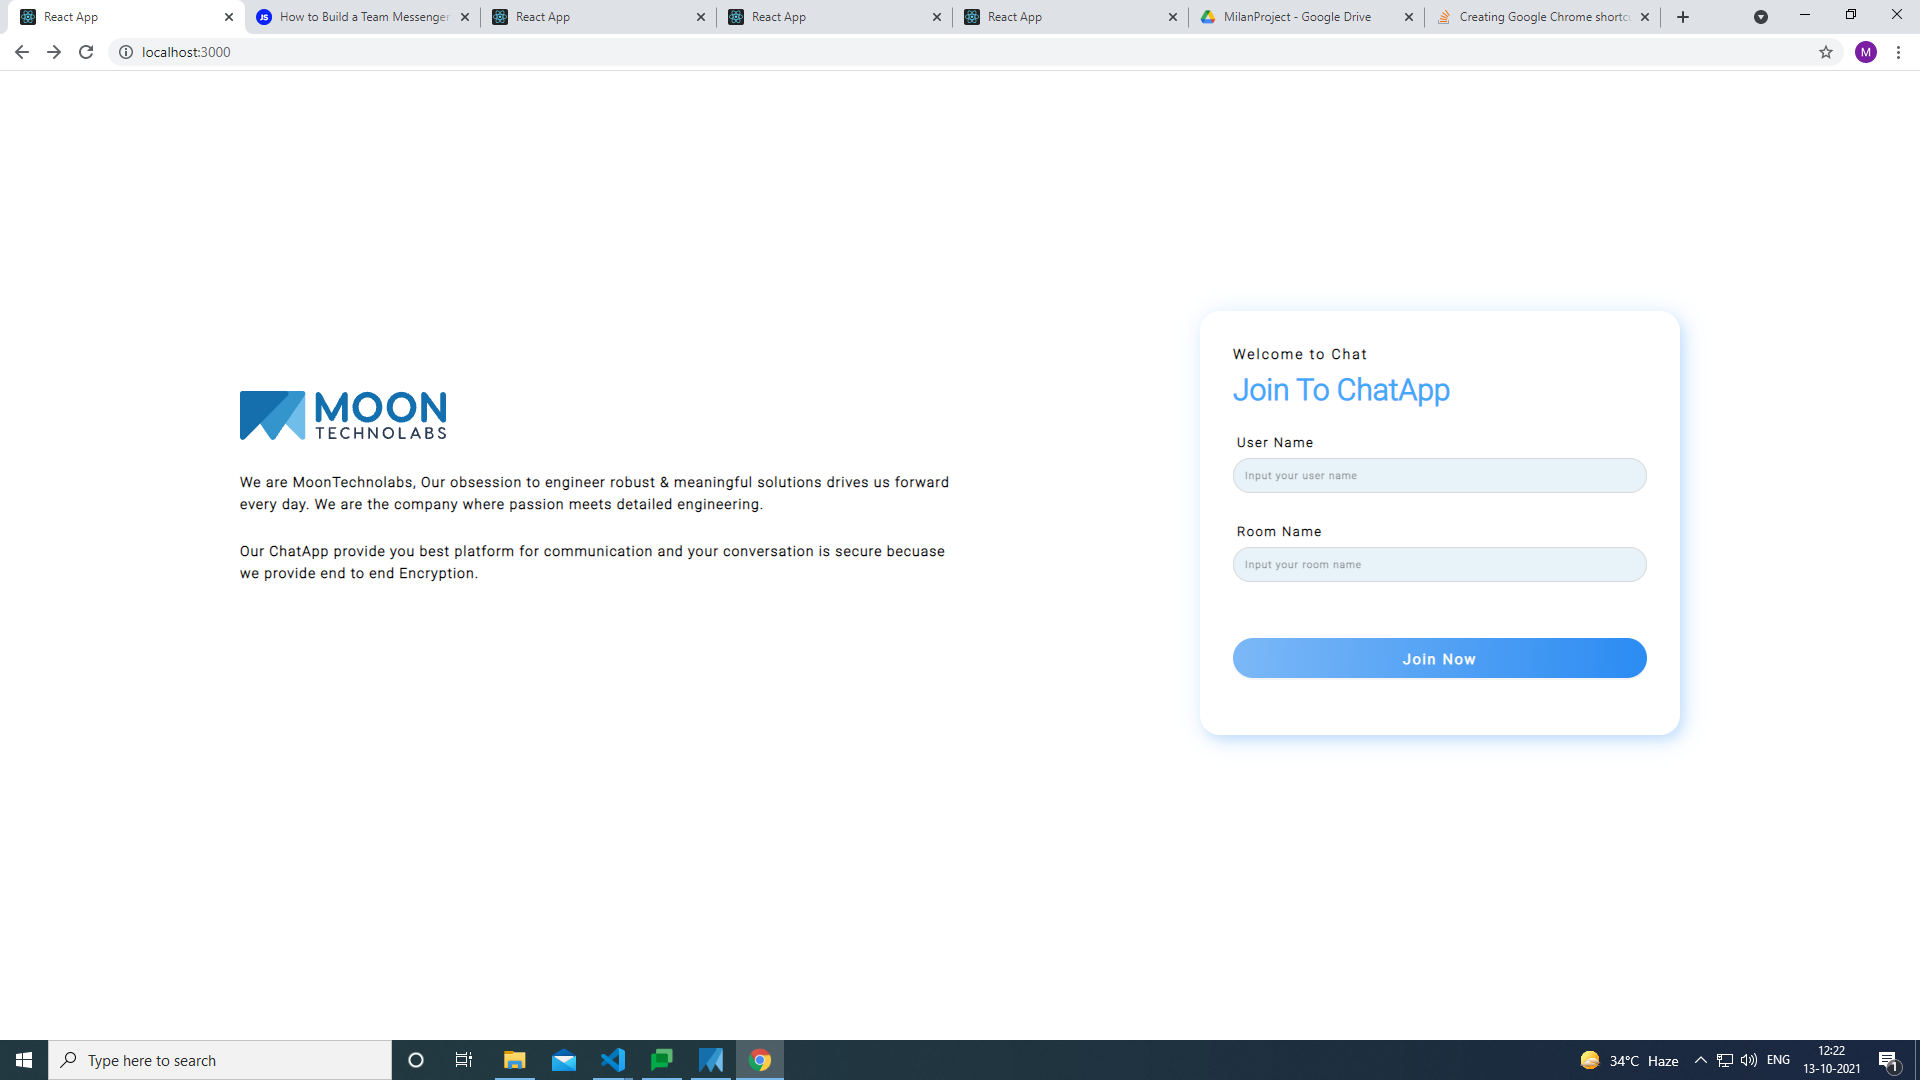 React App
How to Build a Team Messenger
React App
React App
React App
MilanProject - Google Drive
Creating Google Chrome shortcu
localhost:3000
M
MOON
TECHNOLABS
We are MoonTechnolabs, Our obsession to engineer robust & meaningful solutions drives us forward
every day. We are the company where passion meets detailed engineering.
Our ChatApp provide you best platform for communication and your conversation is secure becuase
we provide end to end Encryption.
Welcome to Chat
Join To ChatApp
User Name
Input your user name
Room Name
Input your room name
Join Now
Type here to search
34°C Haze
ENG
12:22
13-10-2021
1